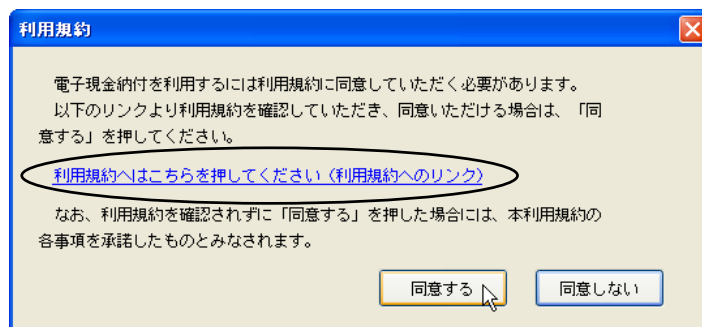 利用規約
電子現金納付を利用するには利用規約に同意していただく必要があります。
以下のリンクより利用規約を確認していただき、同意いただける場合は、「同
意する」を押してください。
利用規約へはこちらを押してください（利用規約へのリンク）
なお、利用規約を確認されずに「同意する」を押した場合には、本利用規約の
各事項を承諾したものとみなされます。
同意する 同意しない